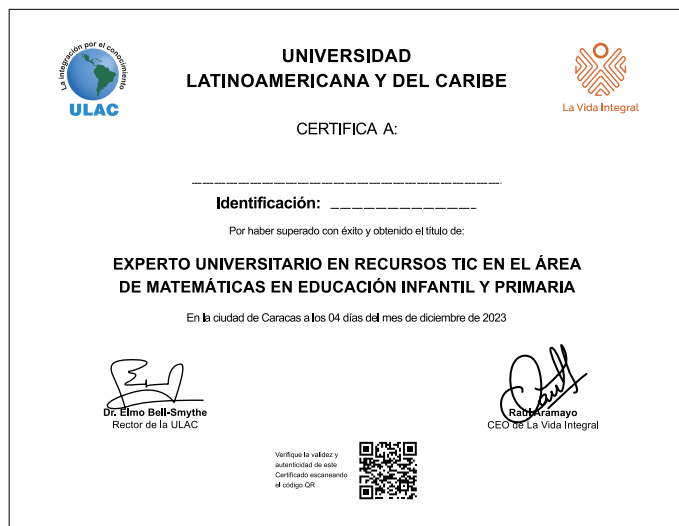 La integración por el conocimiento
ULAC
UNIVERSIDAD
LATINOAMERICANA Y DEL CARIBE
La Vida Integral
CERTIFICA A:
Identificación:
Por haber superado con éxito y obtenido el título de:
EXPERTO UNIVERSITARIO EN RECURSOS TIC EN EL ÁREA
DE MATEMÁTICAS EN EDUCACIÓN INFANTIL Y PRIMARIA
En la ciudad de Caracas a los 04 días del mes de diciembre de 2023
Dr. Elmo Bell-Smythe
Rector de la ULAC
Raúl Aramayo
CEO de La Vida Integral
Verifique la validez y
autenticidad de este
Certificado escaneando
el código QR